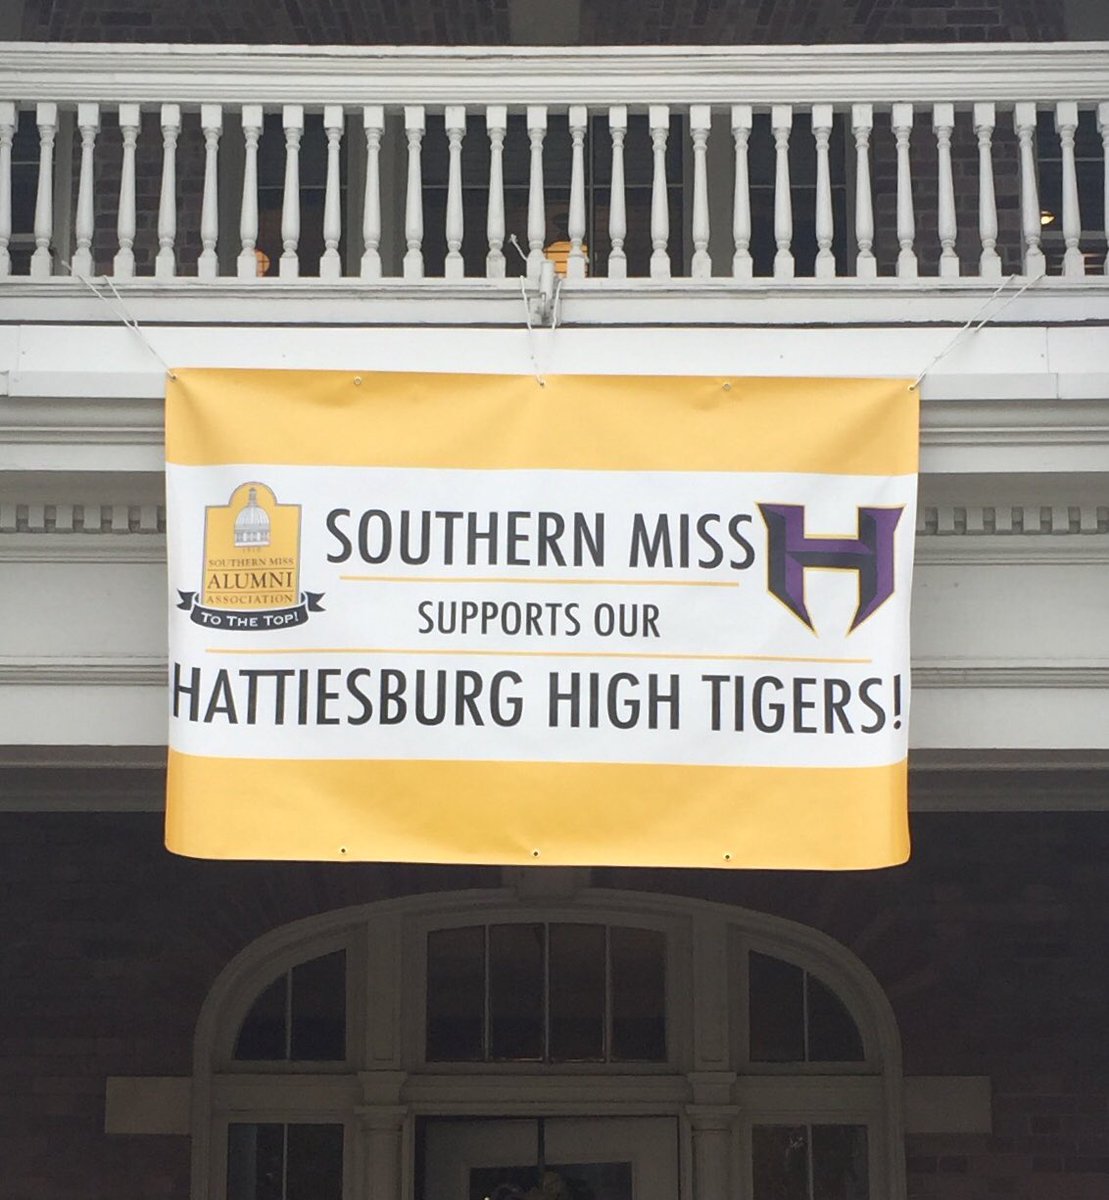 SOUTHERN MISS
SUPPORTS OUR
HATTIESBURG HIGH TIGERS!
1910
SOUTHERN MISS
ALUMNI
ASSOCIATION
TO THE TOP!
H